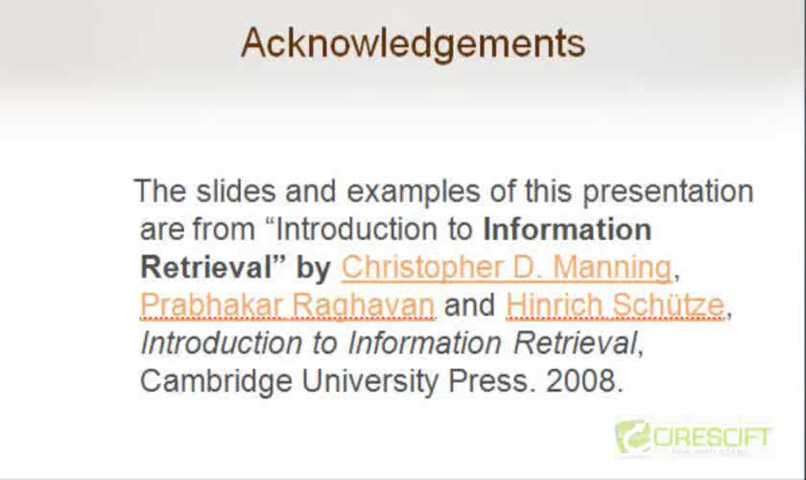 Acknowledgements
The slides and examples of this presentation
are from “Introduction to Information
Retrieval” by Christopher D. Manning,
Prabhakar Raghavan and Hinrich Schütze,
Introduction to Information Retrieval,
Cambridge University Press. 2008.